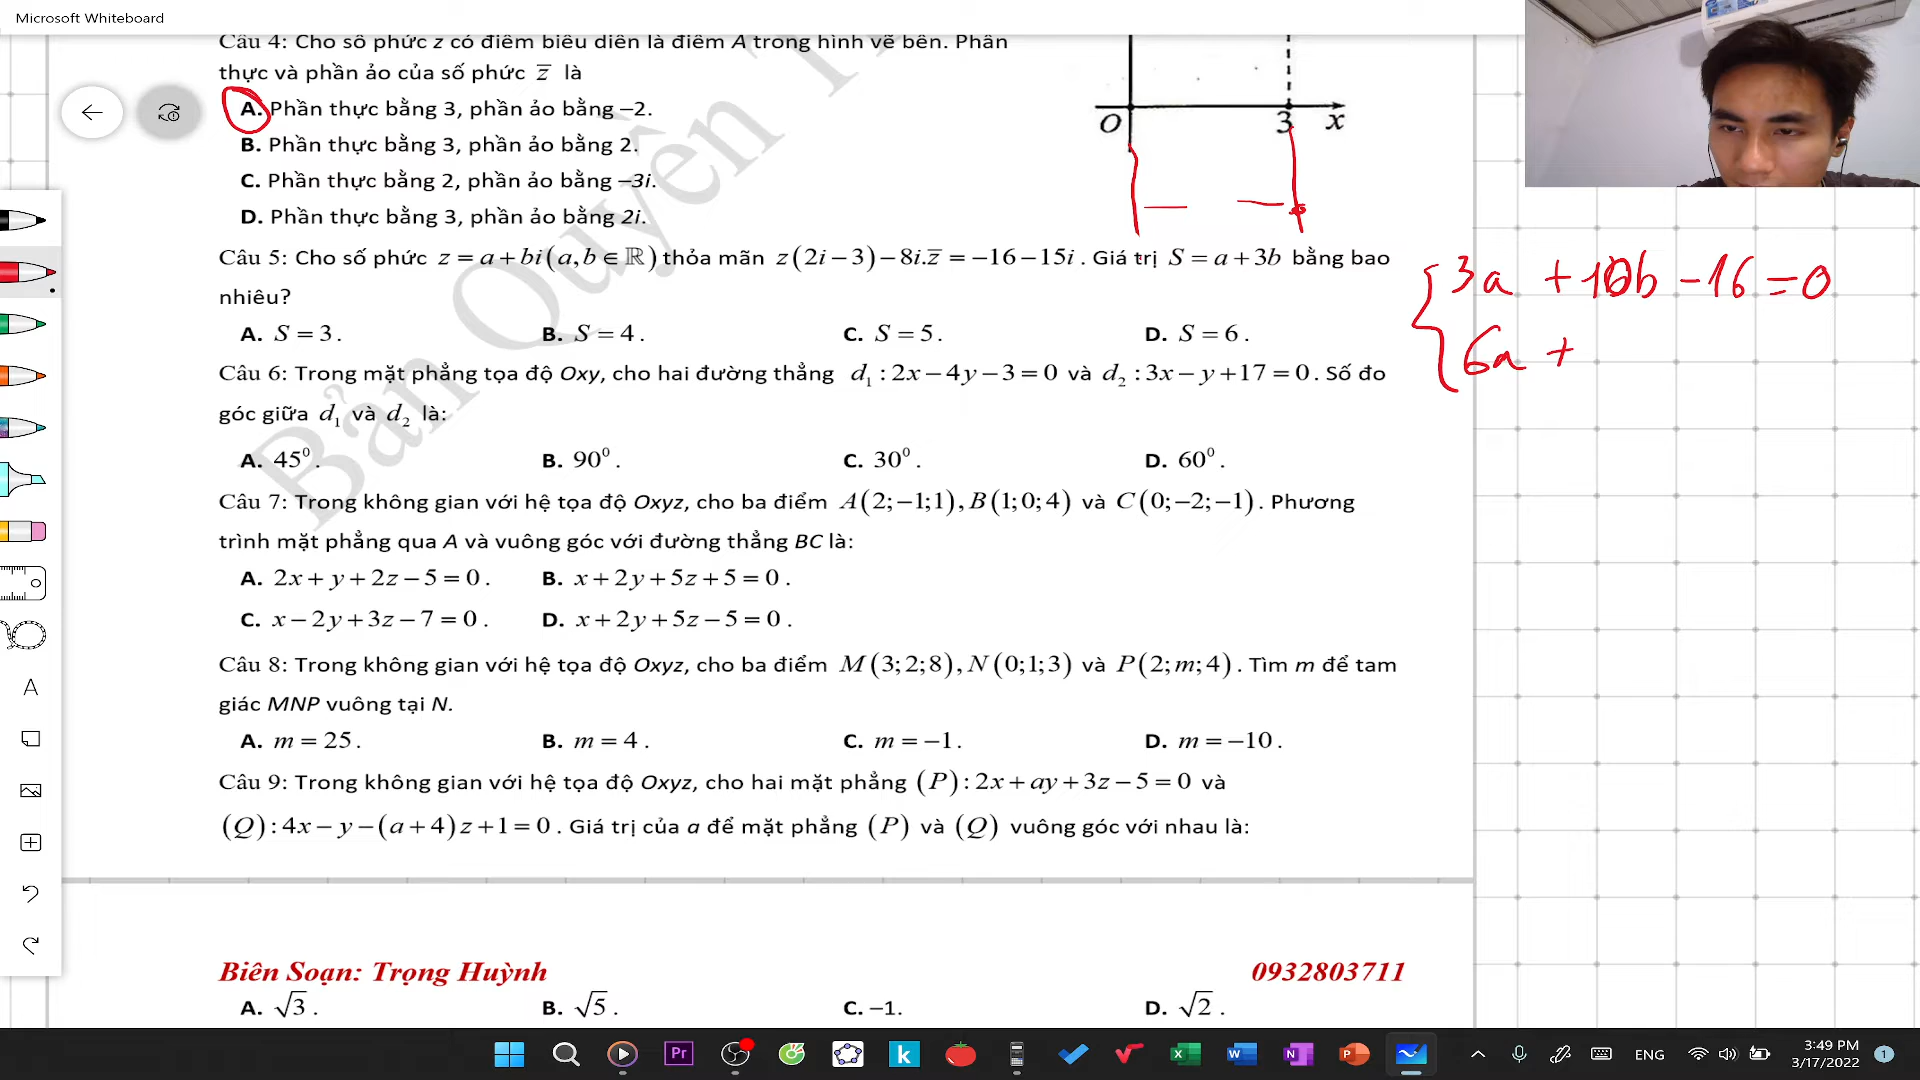 Microsoft Whiteboard
Câu 4: Cho số phức z có điểm biểu diễn là điểm A trong hình vẽ bên. Phần
thực và phần ảo của số phức z̅ là
A. Phần thực bằng 3, phần ảo bằng –2.
B. Phần thực bằng 3, phần ảo bằng 2.
C. Phần thực bằng 2, phần ảo bằng –3i.
D. Phần thực bằng 3, phần ảo bằng 2i.
O 3 x
Câu 5: Cho số phức z = a + bi (a, b ∈ ℝ) thỏa mãn z(2i − 3) − 8i.z̅ = −16 − 15i. Giá trị S = a + 3b bằng bao
nhiêu?
A. S = 3. B. S = 4. C. S = 5. D. S = 6.
3a + 10b − 16 = 0
6a +
Câu 6: Trong mặt phẳng tọa độ Oxy, cho hai đường thẳng d₁ : 2x − 4y − 3 = 0 và d₂ : 3x − y + 17 = 0. Số đo
góc giữa d₁ và d₂ là:
A. 45⁰. B. 90⁰. C. 30⁰. D. 60⁰.
Câu 7: Trong không gian với hệ tọa độ Oxyz, cho ba điểm A(2;−1;1), B(1;0;4) và C(0;−2;−1). Phương
trình mặt phẳng qua A và vuông góc với đường thẳng BC là:
A. 2x + y + 2z − 5 = 0. B. x + 2y + 5z + 5 = 0.
C. x − 2y + 3z − 7 = 0. D. x + 2y + 5z − 5 = 0.
Câu 8: Trong không gian với hệ tọa độ Oxyz, cho ba điểm M(3;2;8), N(0;1;3) và P(2;m;4). Tìm m để tam
giác MNP vuông tại N.
A. m = 25. B. m = 4. C. m = −1. D. m = −10.
Câu 9: Trong không gian với hệ tọa độ Oxyz, cho hai mặt phẳng (P): 2x + ay + 3z − 5 = 0 và
(Q): 4x − y − (a + 4)z + 1 = 0. Giá trị của a để mặt phẳng (P) và (Q) vuông góc với nhau là:
Biên Soạn: Trọng Huỳnh 0932803711
A. √3. B. √5. C. –1. D. √2.
Bản Quyền T
ENG
3:49 PM
3/17/2022